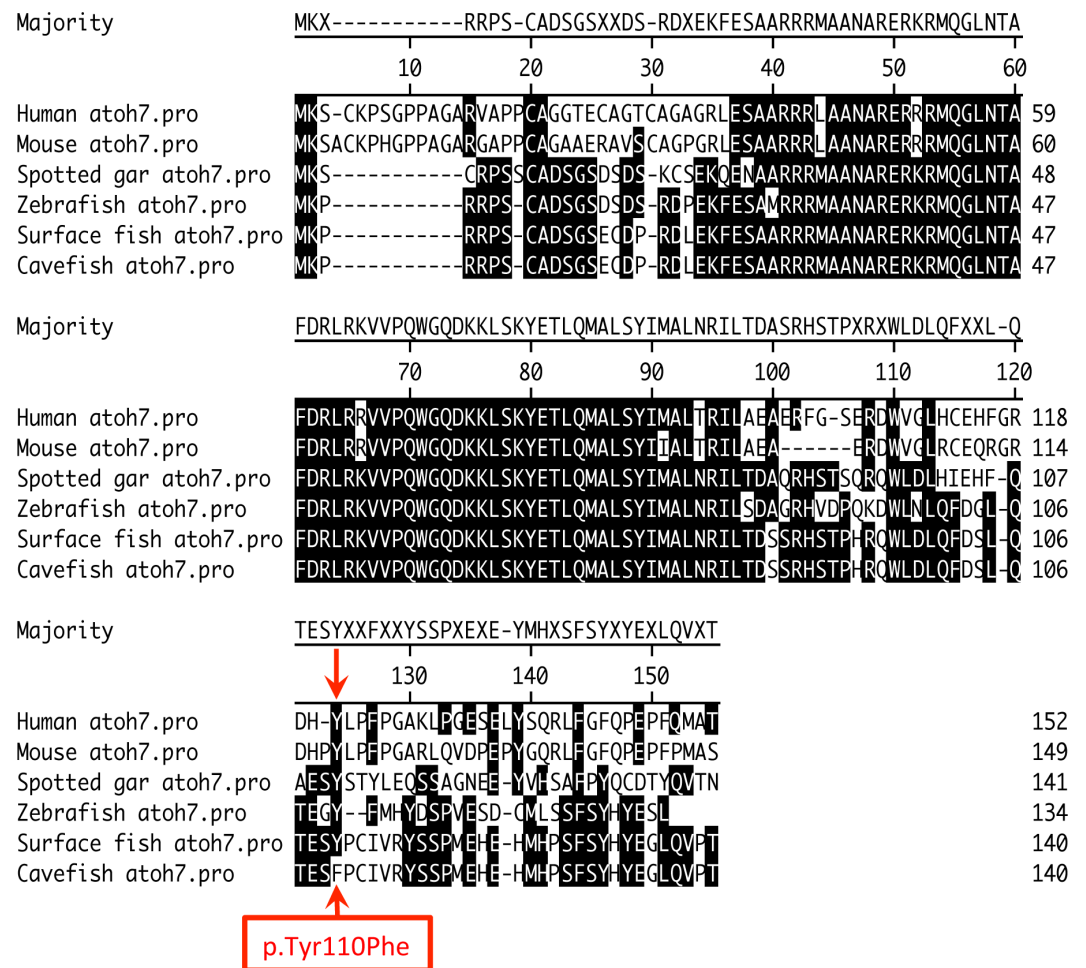 Majority MKX-----------RRPS-CADSGSXXDS-RDXEKFESAARRRMAANARERKRMQGLNTA
10 20 30 40 50 60
Human atoh7.pro MKS-CKPSGPPAGARVAPPCAGGTECAGTCAGAGRLESAARRRLAANARERRRMQGLNTA 59
Mouse atoh7.pro MKSACKPHGPPAGARGAPPCAGAAERAVSCAGPGRLESAARRRLAANARERRRMQGLNTA 60
Spotted gar atoh7.pro MKS-----------CRPSSCADSGSDSDS-KCSEKQENAARRRMAANARERKRMQGLNTA 48
Zebrafish atoh7.pro MKP-----------RRPS-CADSGSDSDS-RDPEKFESAMRRRMAANARERKRMQGLNTA 47
Surface fish atoh7.pro MKP-----------RRPS-CADSGSECDP-RDLEKFESAARRRMAANARERKRMQGLNTA 47
Cavefish atoh7.pro MKP-----------RRPS-CADSGSECDP-RDLEKFESAARRRMAANARERKRMQGLNTA 47
Majority FDRLRKVVPQWGQDKKLSKYETLQMALSYIMALNRILTDASRHSTPXRXWLDLQFXXL-Q
70 80 90 100 110 120
Human atoh7.pro FDRLRRVVPQWGQDKKLSKYETLQMALSYIMALTRILAEAERFG-SERDWVGLHCEHFGR 118
Mouse atoh7.pro FDRLRRVVPQWGQDKKLSKYETLQMALSYIIALTRILAEA------ERDWVGLRCEQRGR 114
Spotted gar atoh7.pro FDRLRKVVPQWGQDKKLSKYETLQMALSYIMALNRILTDAQRHSTSQRQWLDLHIEHF-Q 107
Zebrafish atoh7.pro FDRLRKVVPQWGQDKKLSKYETLQMALSYIMALNRILSDAGRHVDPQKDWLNLQFDGL-Q 106
Surface fish atoh7.pro FDRLRKVVPQWGQDKKLSKYETLQMALSYIMALNRILTDSSRHSTPHRQWLDLQFDSL-Q 106
Cavefish atoh7.pro FDRLRKVVPQWGQDKKLSKYETLQMALSYIMALNRILTDSSRHSTPHRQWLDLQFDSL-Q 106
Majority TESYXXFXXYSSPXEXE-YMHXSFSYXYEXLQVXT
130 140 150
Human atoh7.pro DH-YLPFPGAKLPGESELYSQRLFGFQPEPFQMAT 152
Mouse atoh7.pro DHPYLPFPGARLQVDPEPYGQRLFGFQPEPFPMAS 149
Spotted gar atoh7.pro AESYSTYLEQSSAGNEE-YVHSAFPYQCDTYQVTN 141
Zebrafish atoh7.pro TEGY--FMHYDSPVESD-CMLSSFSYHYESL 134
Surface fish atoh7.pro TESYPCIVRYSSPMEHE-HMHPSFSYHYEGLQVPT 140
Cavefish atoh7.pro TESFPCIVRYSSPMEHE-HMHPSFSYHYEGLQVPT 140
p.Tyr110Phe